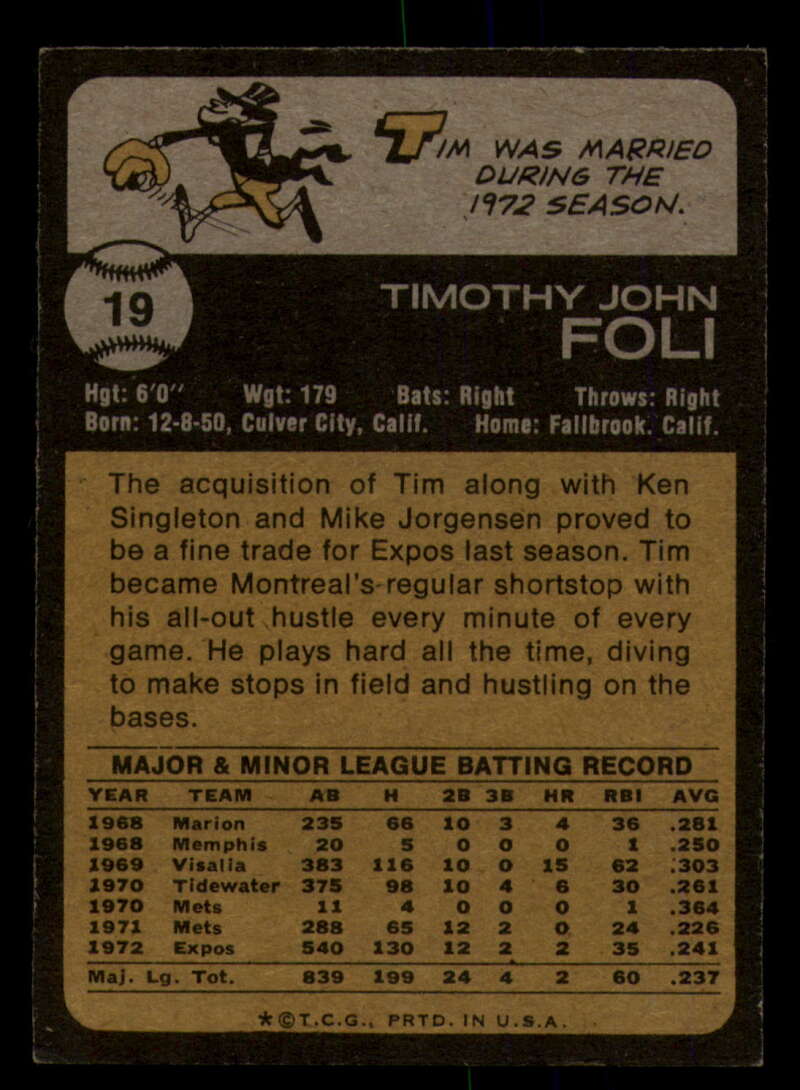 TIM WAS MARRIED
DURING THE
1972 SEASON.
19
TIMOTHY JOHN
FOLI
Hgt: 6'0" Wgt: 179 Bats: Right Throws: Right
Born: 12-8-50, Culver City, Calif. Home: Fallbrook. Calif.
The acquisition of Tim along with Ken
Singleton and Mike Jorgensen proved to
be a fine trade for Expos last season. Tim
became Montreal's regular shortstop with
his all-out hustle every minute of every
game. He plays hard all the time, diving
to make stops in field and hustling on the
bases.
MAJOR & MINOR LEAGUE BATTING RECORD
YEAR TEAM AB H 2B 3B HR RBI AVG
1968 Marion 235 66 10 3 4 36 .281
1968 Memphis 20 5 0 0 0 1 .250
1969 Visalia 383 116 10 0 15 62 .303
1970 Tidewater 375 98 10 4 6 30 .261
1970 Mets 11 4 0 0 0 1 .364
1971 Mets 288 65 12 2 0 24 .226
1972 Expos 540 130 12 2 2 35 .241
Maj. Lg. Tot. 839 199 24 4 2 60 .237
*©T.C.G., PRTD. IN U.S.A.